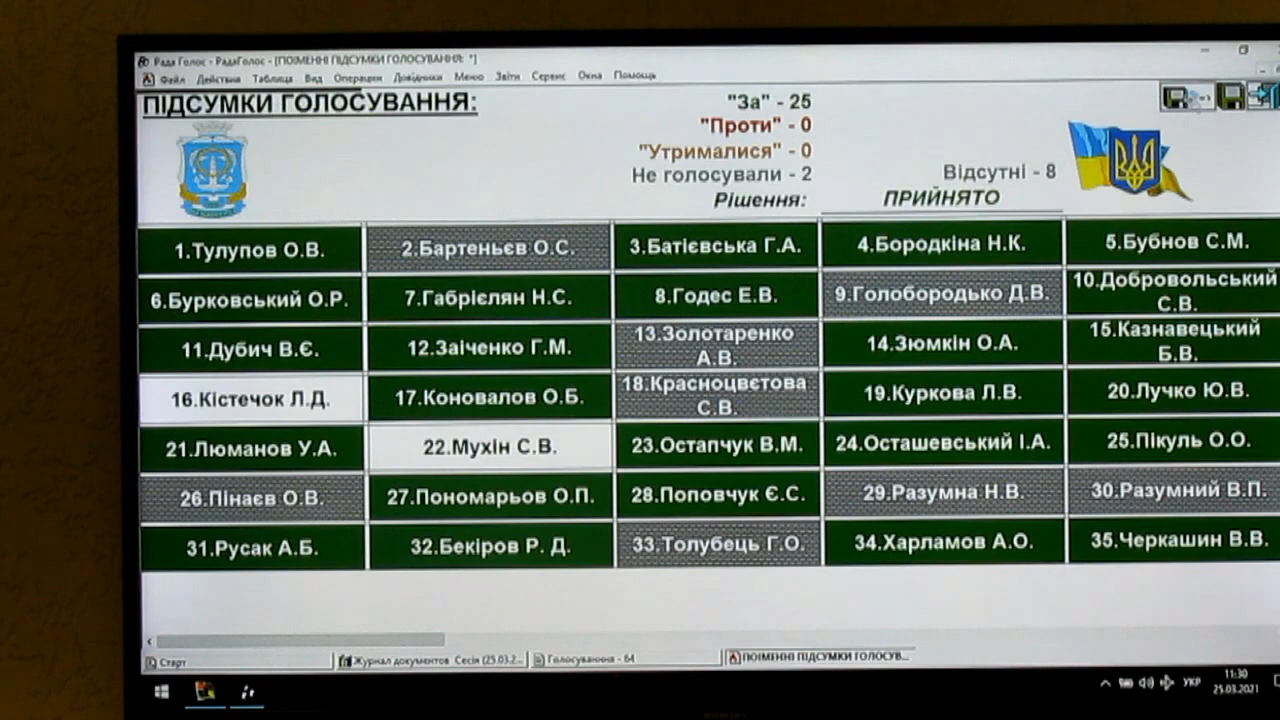 Рада Голос - РадаГолос - [ПОІМЕННІ ПІДСУМКИ ГОЛОСУВАННЯ: *]
Файл Действия Таблица Вид Операции Довідники Меню Звіти Сервис Окна Помощь
ПІДСУМКИ ГОЛОСУВАННЯ:
"За" - 25
"Проти" - 0
"Утрималися" - 0
Не голосували - 2
Відсутні - 8
Рішення: ПРИЙНЯТО
1.Тулупов О.В. 2.Бартеньєв О.С. 3.Батієвська Г.А. 4.Бородкіна Н.К. 5.Бубнов С.М.
6.Бурковський О.Р. 7.Габрієлян Н.С. 8.Годес Е.В. 9.Голобородько Д.В. 10.Добровольський
С.В.
11.Дубич В.Є. 12.Заіченко Г.М. 13.Золотаренко
А.В.
14.Зюмкін О.А. 15.Казнавецький
Б.В.
16.Кістечок Л.Д. 17.Коновалов О.Б. 18.Красноцвєтова
С.В.
19.Куркова Л.В. 20.Лучко Ю.В.
21.Люманов У.А. 22.Мухін С.В. 23.Остапчук В.М. 24.Осташевський І.А. 25.Пікуль О.О.
26.Пінаєв О.В. 27.Пономарьов О.П. 28.Поповчук Є.С. 29.Разумна Н.В. 30.Разумний В.П.
31.Русак А.Б. 32.Бекіров Р. Д. 33.Толубець Г.О. 34.Харламов А.О. 35.Черкашин В.В.
Старт Журнал документов Сесія (25.03.2... Голосування - 64 ПОІМЕННІ ПІДСУМКИ ГОЛОСУВ...
УКР 11:30
25.03.2021